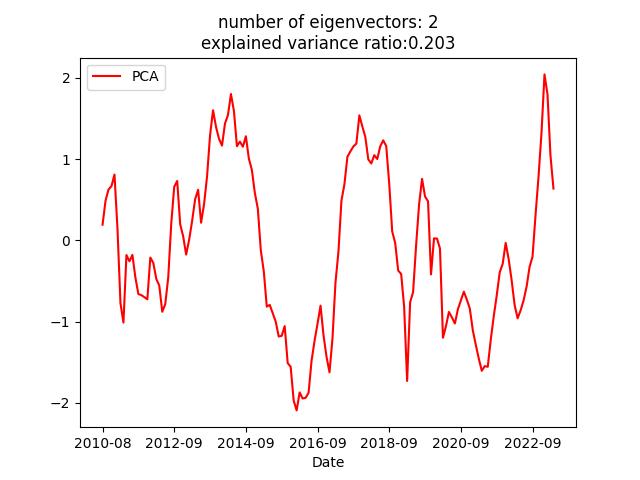 number of eigenvectors: 2
explained variance ratio:0.203
PCA
2
1
0
−1
−2
2010-08 2012-09 2014-09 2016-09 2018-09 2020-09 2022-09
Date